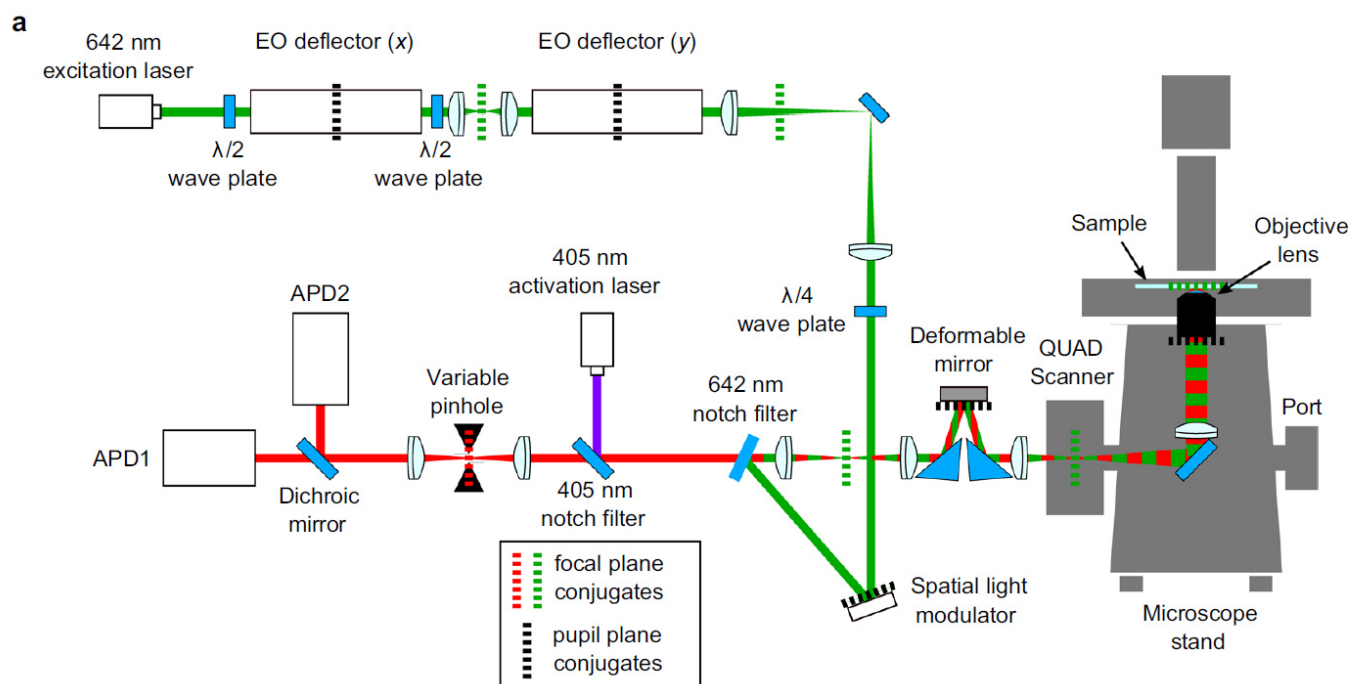 a
642 nm
excitation laser
EO deflector (x)
EO deflector (y)
λ/2
wave plate
λ/2
wave plate
Sample
Objective
lens
405 nm
activation laser
λ/4
wave plate
APD2
Deformable
mirror
QUAD
Scanner
Variable
pinhole
642 nm
notch filter
Port
APD1
Dichroic
mirror
405 nm
notch filter
focal plane
conjugates
pupil plane
conjugates
Spatial light
modulator
Microscope
stand